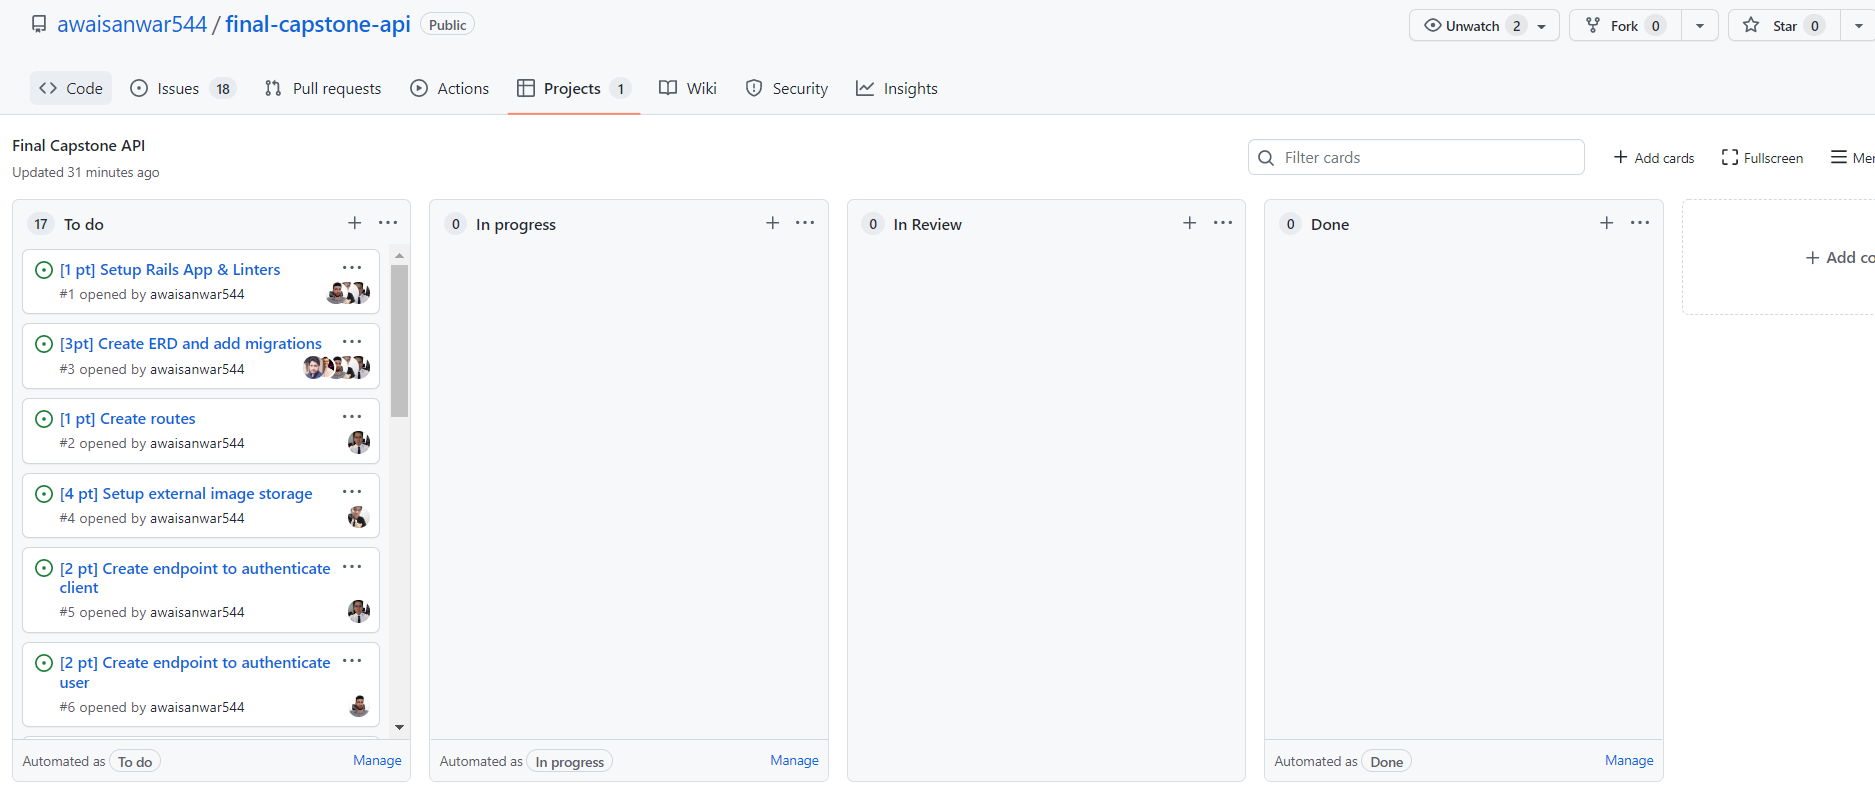 awaisanwar544 / final-capstone-api Public
Unwatch 2
Fork 0
Star 0
Code
Issues 18
Pull requests
Actions
Projects 1
Wiki
Security
Insights
Final Capstone API
Updated 31 minutes ago
Filter cards
Add cards
Fullscreen
Men
17 To do
[1 pt] Setup Rails App & Linters
#1 opened by awaisanwar544
[3pt] Create ERD and add migrations
#3 opened by awaisanwar544
[1 pt] Create routes
#2 opened by awaisanwar544
[4 pt] Setup external image storage
#4 opened by awaisanwar544
[2 pt] Create endpoint to authenticate
client
#5 opened by awaisanwar544
[2 pt] Create endpoint to authenticate
user
#6 opened by awaisanwar544
Automated as To do
Manage
0 In progress
Automated as In progress
Manage
0 In Review
0 Done
Automated as Done
Manage
+ Add co